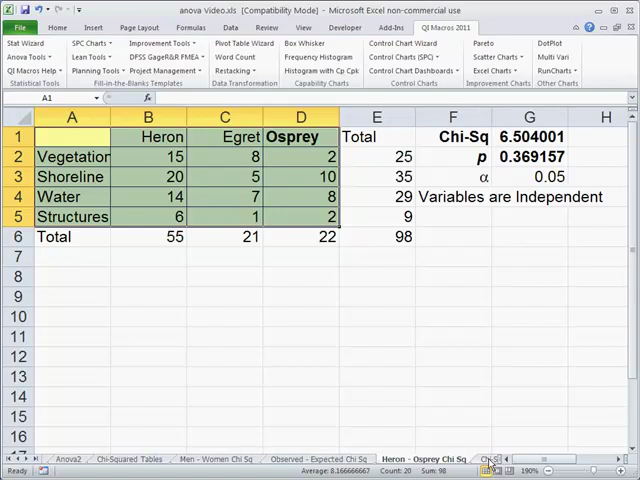 anova Video.xls [Compatibility Mode] - Microsoft Excel non-commercial use
File Home Insert Page Layout Formulas Data Review View Developer Add-Ins QI Macros 2011
Stat Wizard SPC Charts Improvement Tools Pivot Table Wizard Box Whisker Control Chart Wizard Pareto DotPlot
Anova Tools Lean Tools DFSS GageR&R FMEA Word Count Frequency Histogram Control Charts (SPC) Scatter Charts Multi Vari
QI Macros Help Planning Tools Project Management Restacking Histogram with Cp Cpk Control Chart Dashboards Excel Charts RunCharts
Statistical Tools Fill-in-the-Blanks Templates Data Transformation Histogram Tools Control Charts Improvement Charts
A1 fx
A B C D E F G H
1 Heron Egret Osprey Total Chi-Sq 6.504001
2 Vegetation 15 8 2 25 p 0.369157
3 Shoreline 20 5 10 35 α 0.05
4 Water 14 7 8 29 Variables are Independent
5 Structures 6 1 2 9
6 Total 55 21 22 98
7
8
9
10
11
12
13
14
15
16
17
Anova2 Chi-Squared Tables Men - Women Chi Sq Observed - Expected Chi Sq Heron - Osprey Chi Sq
Ready Average: 8.166666667 Count: 20 Sum: 98 190%